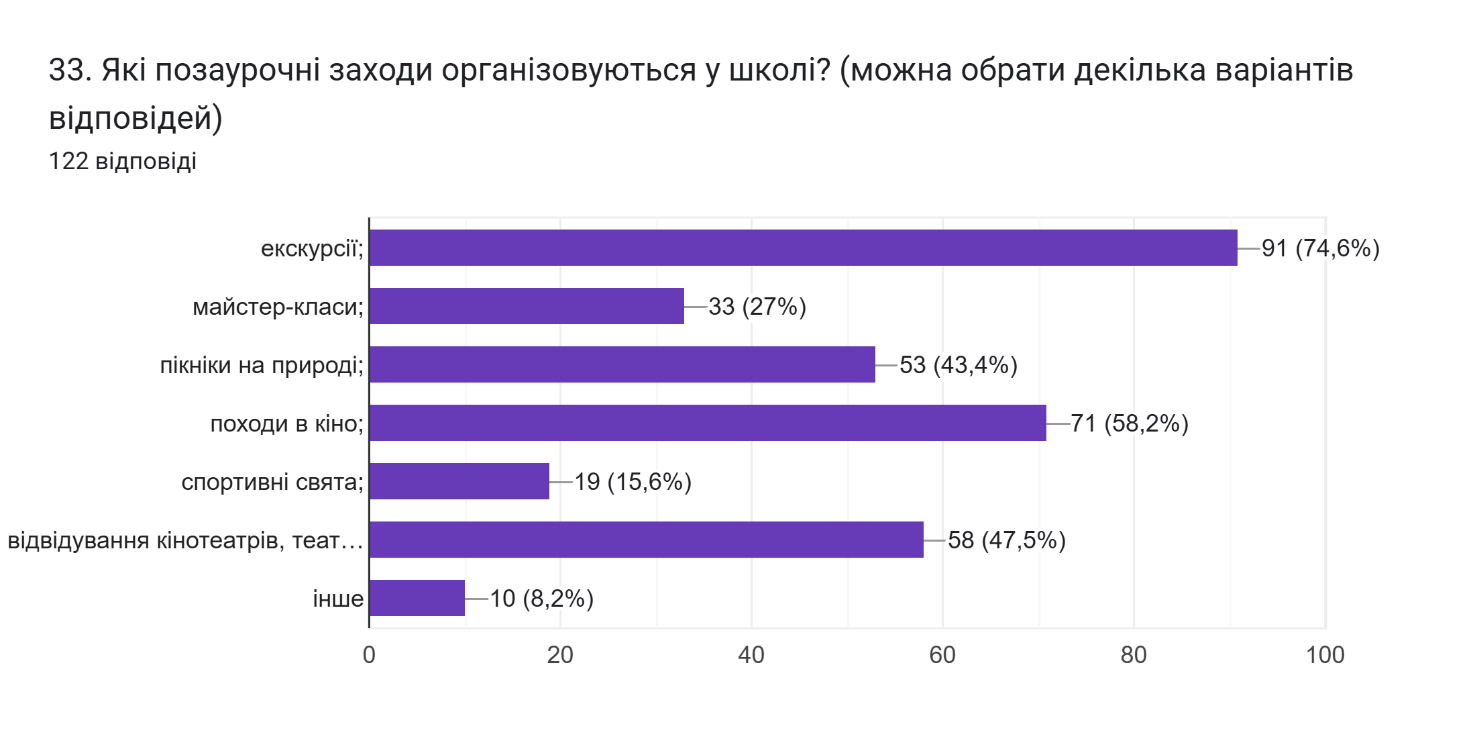 33. Які позаурочні заходи організовуються у школі? (можна обрати декілька варіантів
відповідей)
122 відповіді
екскурсії; 91 (74,6%)
майстер-класи; 33 (27%)
пікніки на природі; 53 (43,4%)
походи в кіно; 71 (58,2%)
спортивні свята; 19 (15,6%)
відвідування кінотеатрів, теат… 58 (47,5%)
інше 10 (8,2%)
0 20 40 60 80 100